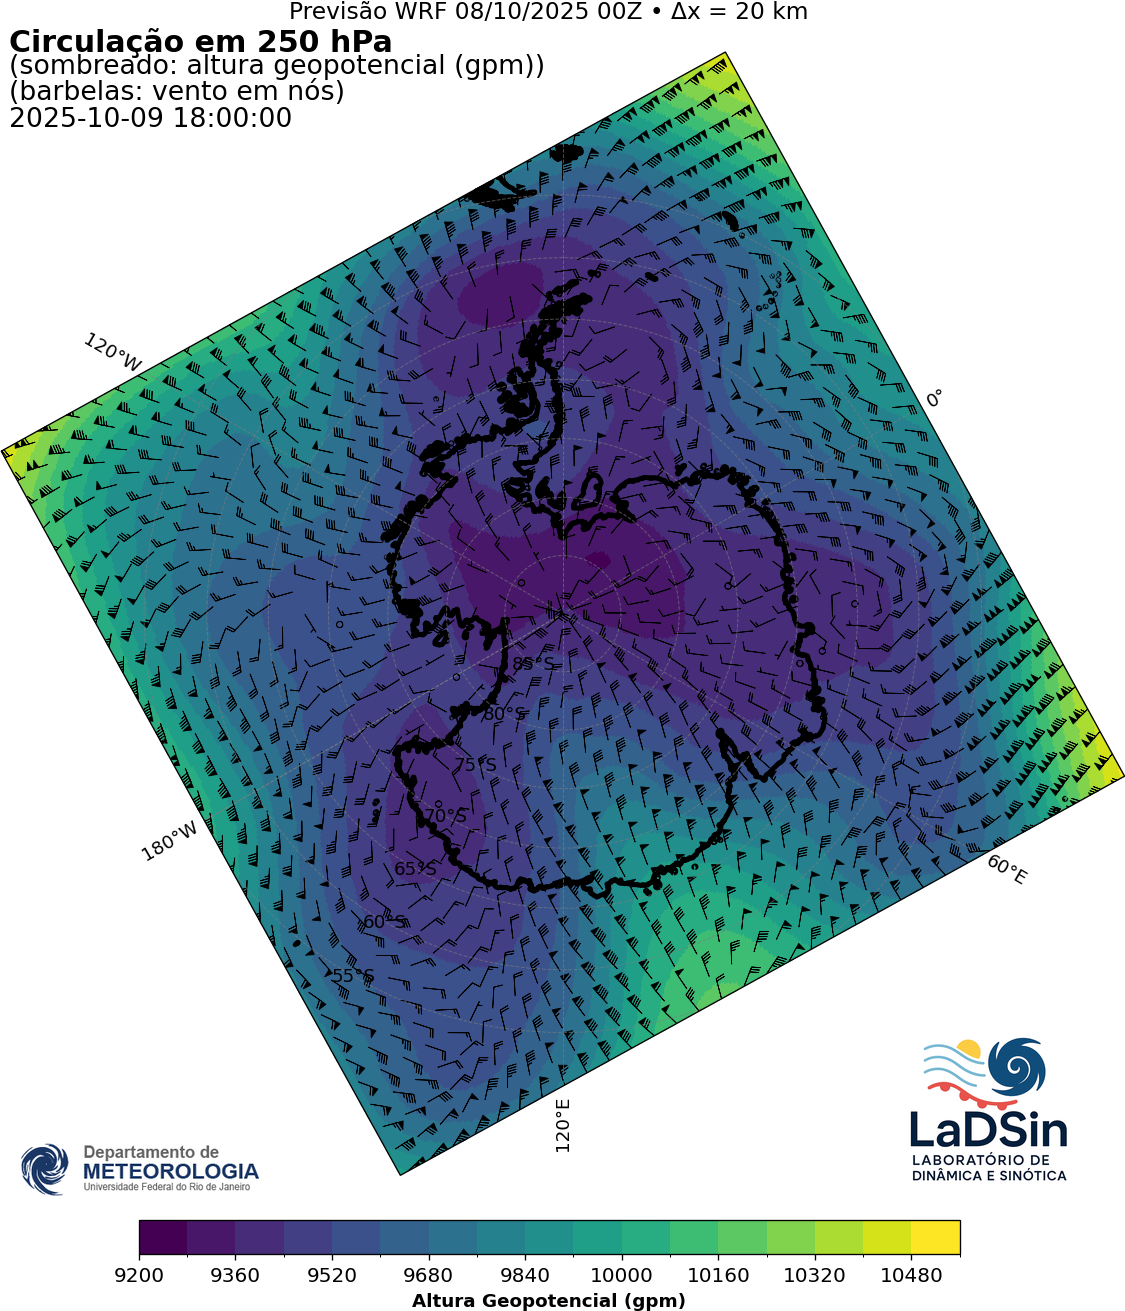 Previsão WRF 08/10/2025 00Z • Δx = 20 km
Circulação em 250 hPa
(sombreado: altura geopotencial (gpm))
(barbelas: vento em nós)
2025-10-09 18:00:00
120°W
0°
85°S
80°S
75°S
70°S
180°W
65°S
60°E
60°S
55°S
120°E
LaDSin
LABORATÓRIO DE
DINÂMICA E SINÓTICA
Departamento de
METEOROLOGIA
Universidade Federal do Rio de Janeiro
9200 9360 9520 9680 9840 10000 10160 10320 10480
Altura Geopotencial (gpm)